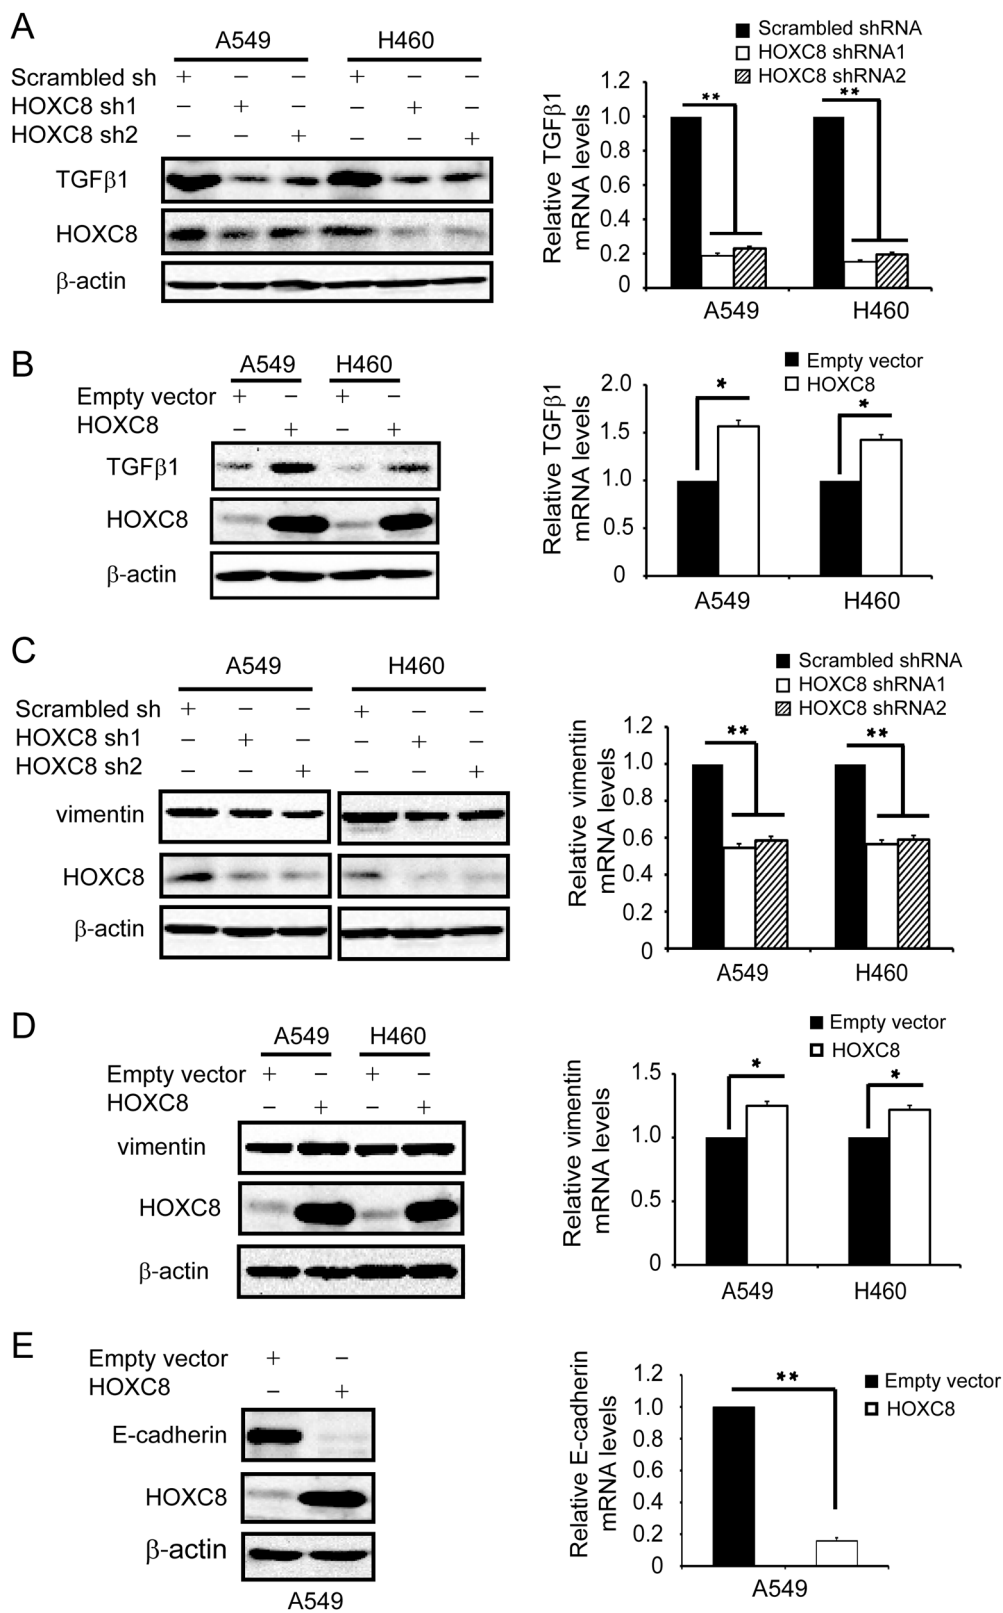 A
A549 H460
Scrambled sh + − − + − −
HOXC8 sh1 − + − − + −
HOXC8 sh2 − − + − − +
TGFβ1
HOXC8
β-actin
Scrambled shRNA
HOXC8 shRNA1
HOXC8 shRNA2
Relative TGFβ1
mRNA levels
1.2
1.0
0.8
0.6
0.4
0.2
0
** **
A549 H460
B
A549 H460
Empty vector + − + −
HOXC8 − + − +
TGFβ1
HOXC8
β-actin
Empty vector
HOXC8
Relative TGFβ1
mRNA levels
2.0
1.5
1.0
0.5
0
* *
A549 H460
C
A549 H460
Scrambled sh + − − + − −
HOXC8 sh1 − + − − + −
HOXC8 sh2 − − + − − +
vimentin
HOXC8
β-actin
Scrambled shRNA
HOXC8 shRNA1
HOXC8 shRNA2
Relative vimentin
mRNA levels
1.2
1.0
0.8
0.6
0.4
0.2
0
** **
A549 H460
D
A549 H460
Empty vector + − + −
HOXC8 − + − +
vimentin
HOXC8
β-actin
Empty vector
HOXC8
Relative vimentin
mRNA levels
1.5
1.0
0.5
0
* *
A549 H460
E
Empty vector + −
HOXC8 − +
E-cadherin
HOXC8
β-actin
A549
Empty vector
HOXC8
Relative E-cadherin
mRNA levels
1.2
1.0
0.8
0.6
0.4
0.2
0
**
A549